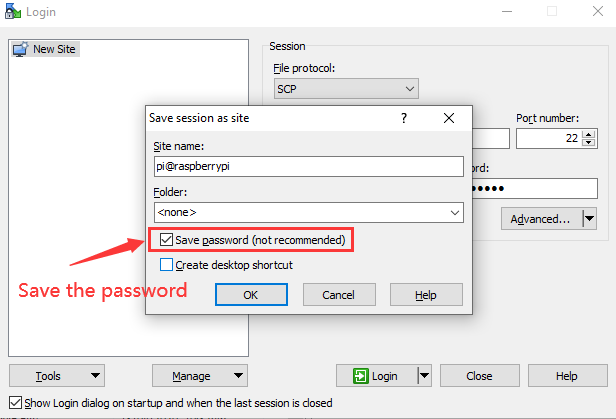 Login
New Site
Session
File protocol:
SCP
Port number:
22
ord:
Advanced...
Save session as site
?
Site name:
pi@raspberrypi
Folder:
<none>
Save password (not recommended)
Create desktop shortcut
Save the password
OK
Cancel
Help
Tools
Manage
Login
Close
Help
Show Login dialog on startup and when the last session is closed